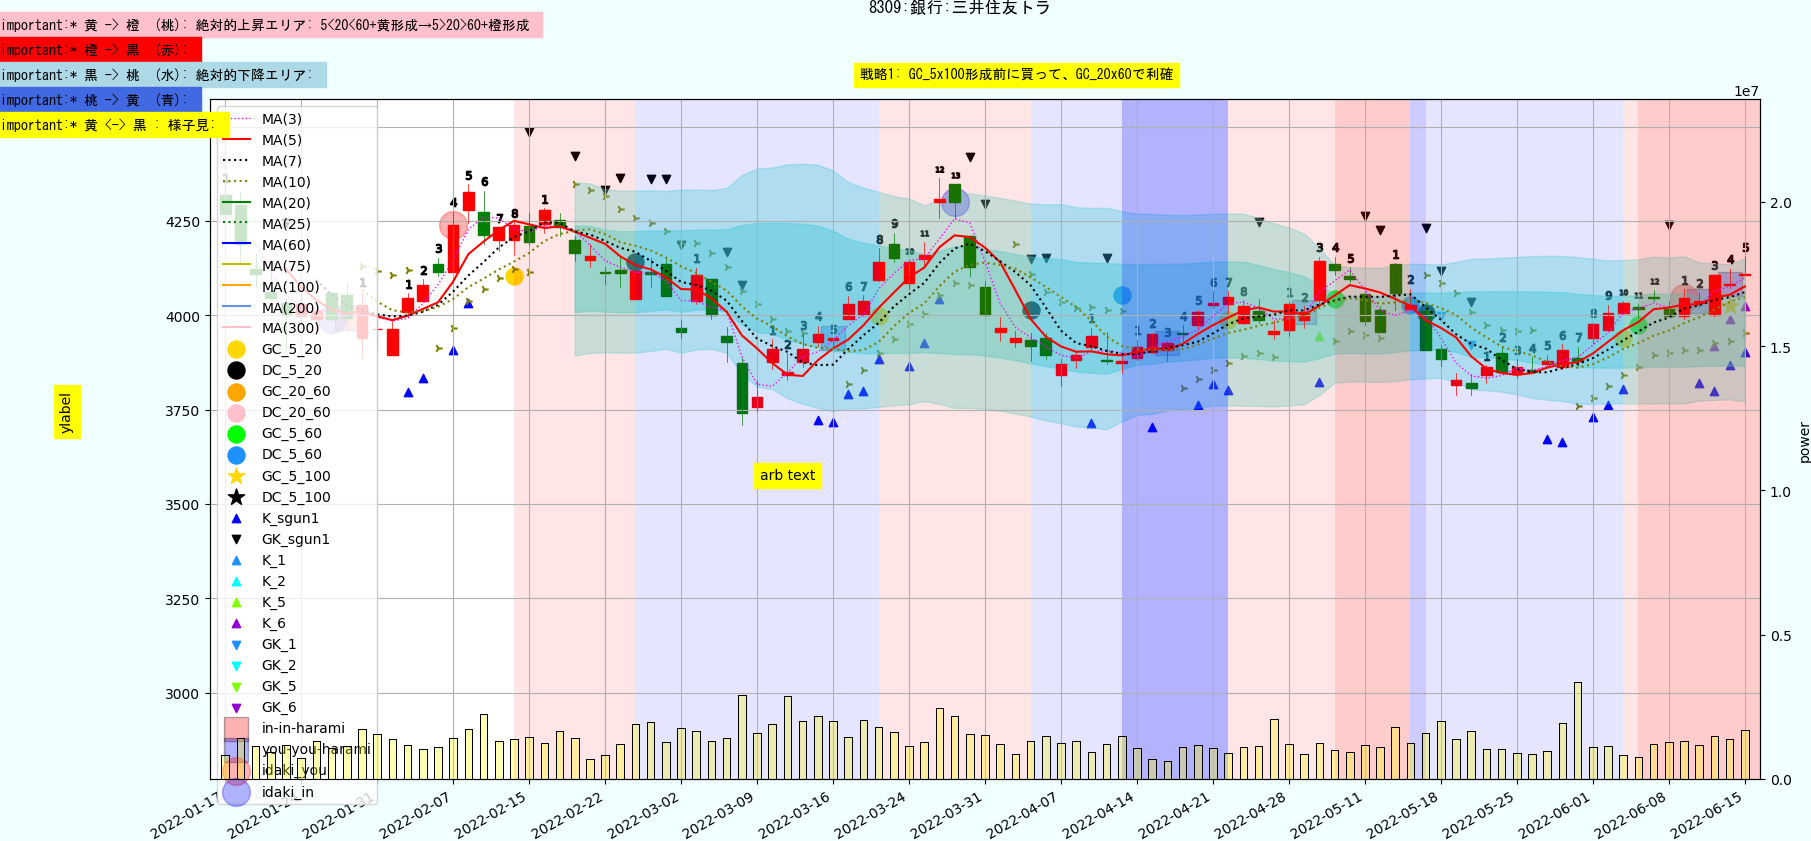 8309:銀行:三井住友トラ
important:* 黄 -> 橙 (桃): 絶対的上昇エリア: 5<20<60+黄形成→5>20>60+橙形成
important:* 橙 -> 黒 (赤):
important:* 黒 -> 桃 (水): 絶対的下降エリア:
戦略1: GC_5x100形成前に買って、GC_20x60で利確
important:* 桃 -> 黄 (青):
important:* 黄 <-> 黒 : 様子見:
1e7
MA(3)
MA(5)
MA(7)
MA(10)
MA(20)
MA(25)
MA(60)
MA(75)
MA(100)
MA(200)
MA(300)
GC_5_20
DC_5_20
GC_20_60
DC_20_60
GC_5_60
DC_5_60
GC_5_100
DC_5_100
K_sgun1
GK_sgun1
K_1
K_2
K_5
K_6
GK_1
GK_2
GK_5
GK_6
in-in-harami
you-you-harami
idaki_you
idaki_in
4250
4000
3750
3500
3250
3000
ylabel
arb text
2.0
1.5
1.0
0.5
0.0
power
2022-01-17
2022-01-24
2022-01-31
2022-02-07
2022-02-15
2022-02-22
2022-03-02
2022-03-09
2022-03-16
2022-03-24
2022-03-31
2022-04-07
2022-04-14
2022-04-21
2022-04-28
2022-05-11
2022-05-18
2022-05-25
2022-06-01
2022-06-08
2022-06-15